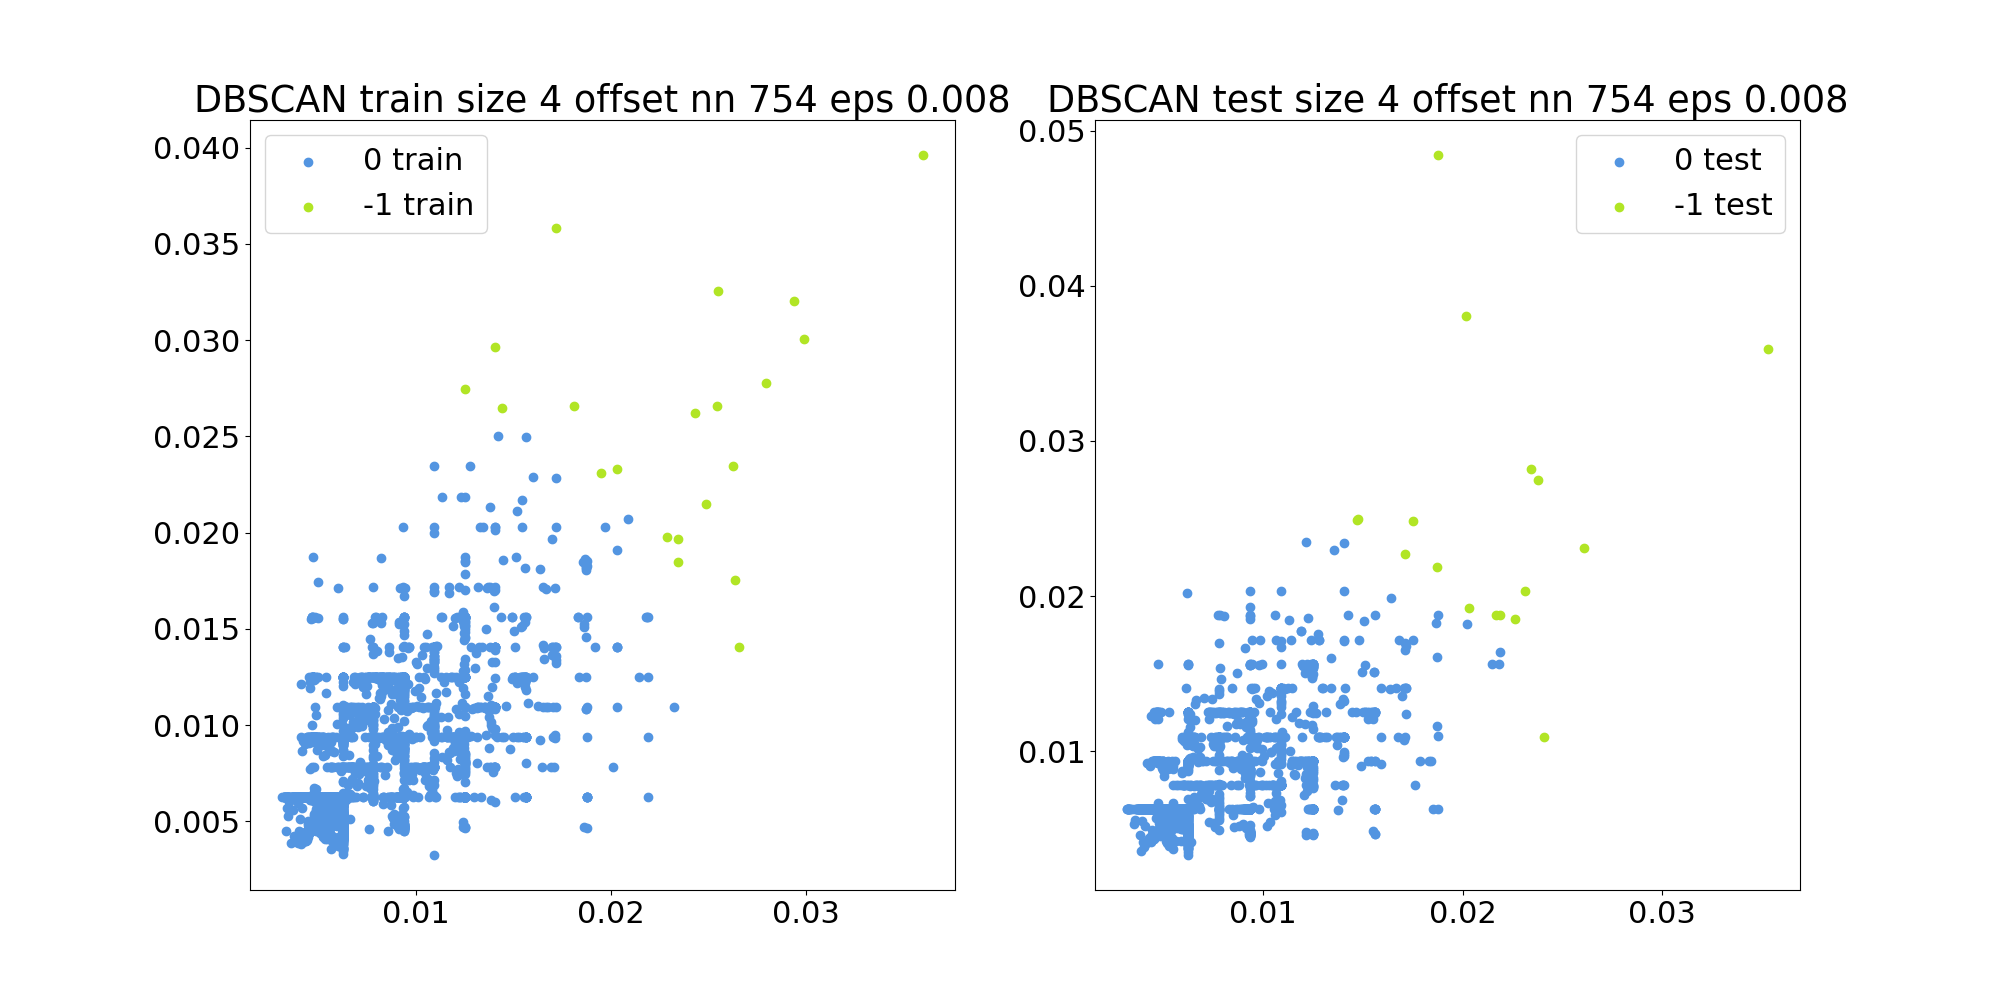 DBSCAN train size 4 offset nn 754 eps 0.008
0 train
-1 train
0.040
0.035
0.030
0.025
0.020
0.015
0.010
0.005
0.01 0.02 0.03
DBSCAN test size 4 offset nn 754 eps 0.008
0 test
-1 test
0.05
0.04
0.03
0.02
0.01
0.01 0.02 0.03